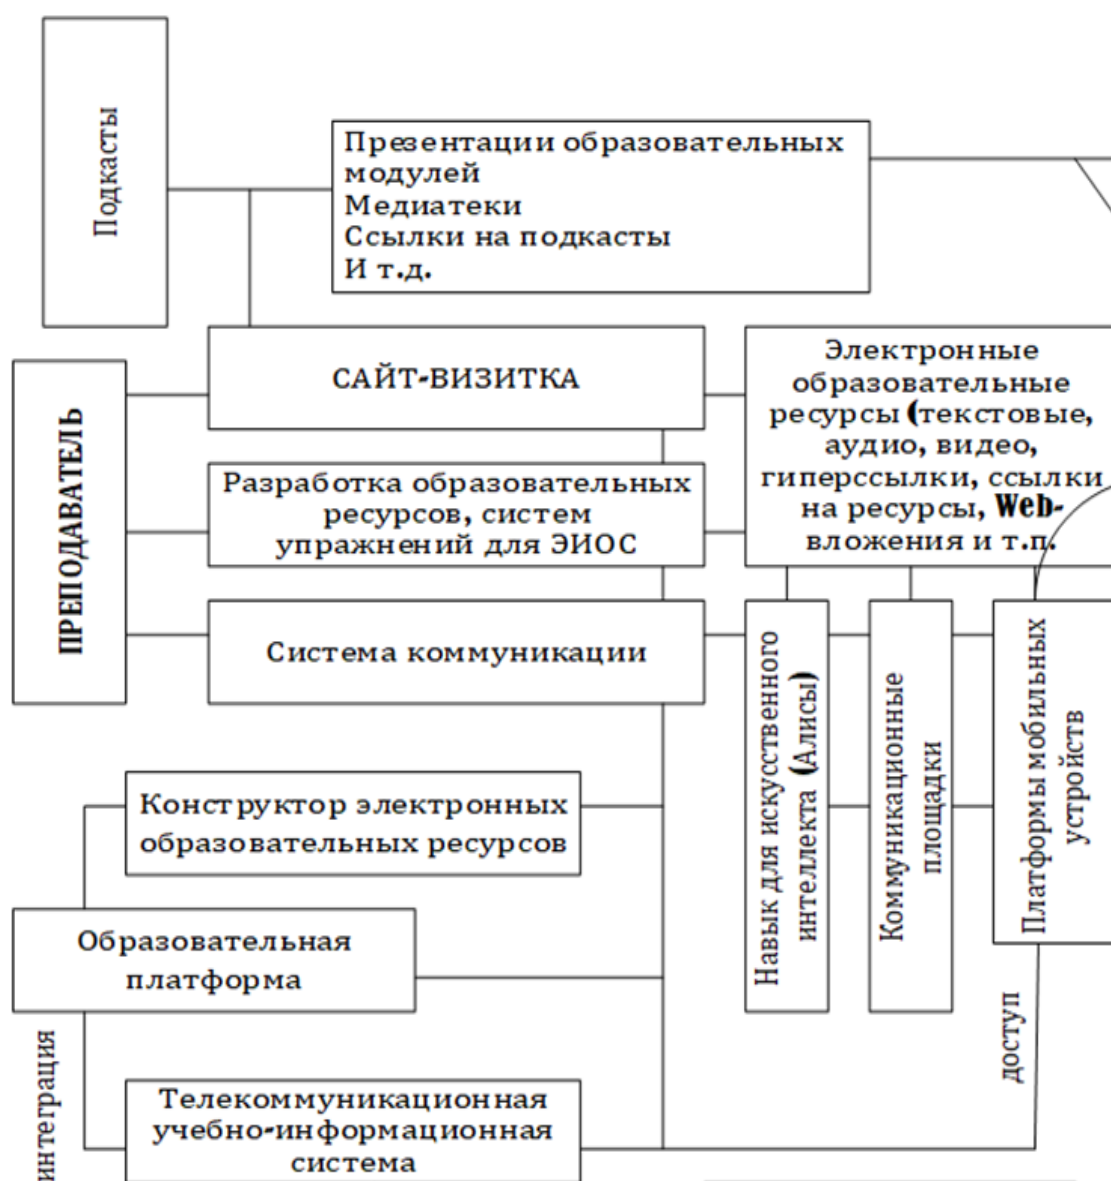 Подкасты
Презентации образовательных
модулей
Медиатеки
Ссылки на подкасты
И т.д.
ПРЕПОДАВАТЕЛЬ
САЙТ-ВИЗИТКА
Электронные
образовательные
ресурсы (текстовые,
аудио, видео,
гиперссылки, ссылки
на ресурсы, Web-
вложения и т.п.
Разработка образовательных
ресурсов, систем
упражнений для ЭИОС
Система коммуникации
Навык для искусственного
интеллекта (Алисы)
Коммуникационные
площадки
Платформы мобильных
устройств
Конструктор электронных
образовательных ресурсов
Образовательная
платформа
интеграция
доступ
Телекоммуникационная
учебно-информационная
система